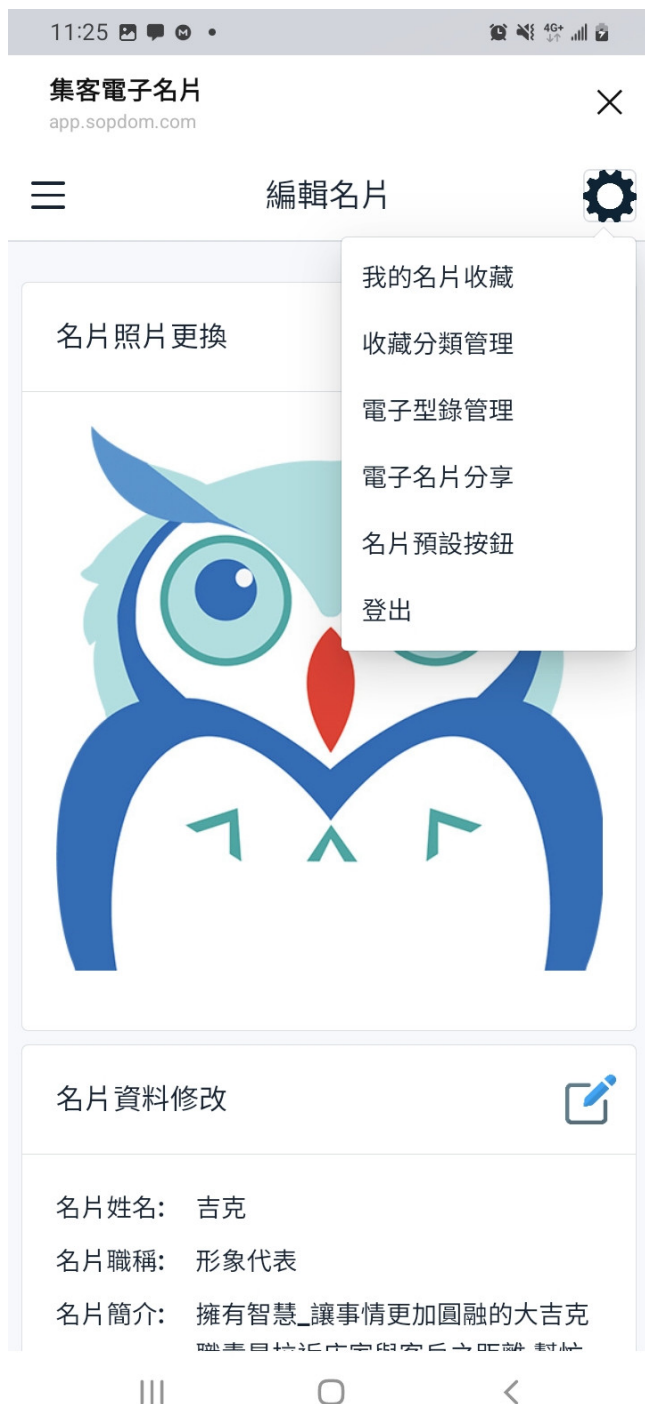 11:25
4G+
集客電子名片
app.sopdom.com
編輯名片
我的名片收藏
收藏分類管理
電子型錄管理
電子名片分享
名片預設按鈕
登出
名片照片更換
名片資料修改
名片姓名: 吉克
名片職稱: 形象代表
名片簡介: 擁有智慧_讓事情更加圓融的大吉克